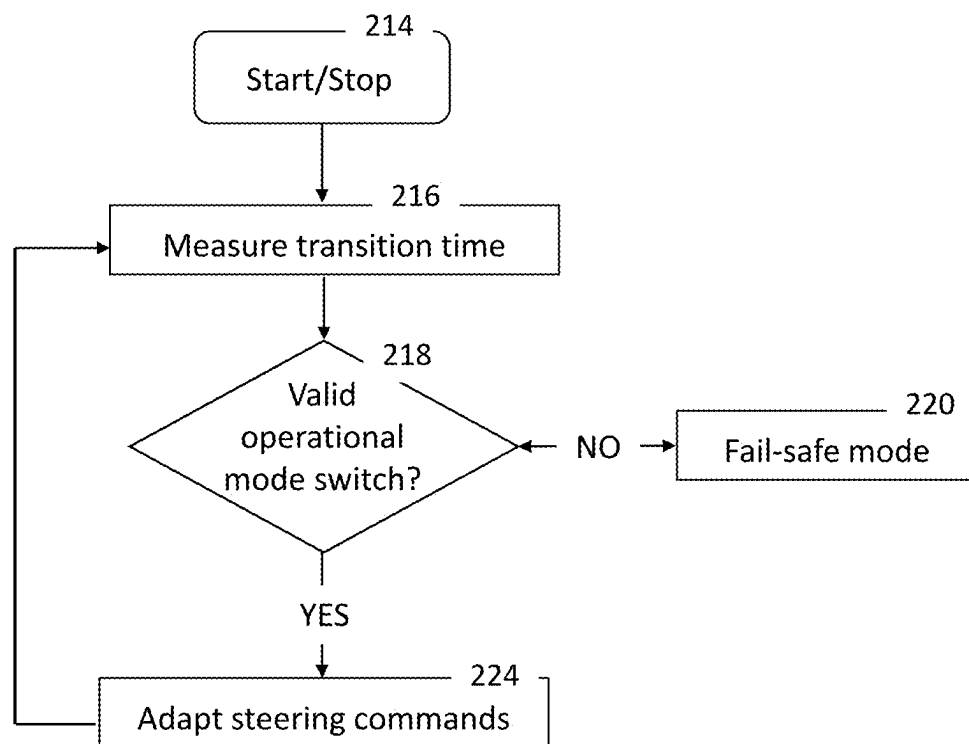 214
Start/Stop
216
Measure transition time
218
Valid
operational
mode switch?
NO
220
Fail-safe mode
YES
224
Adapt steering commands